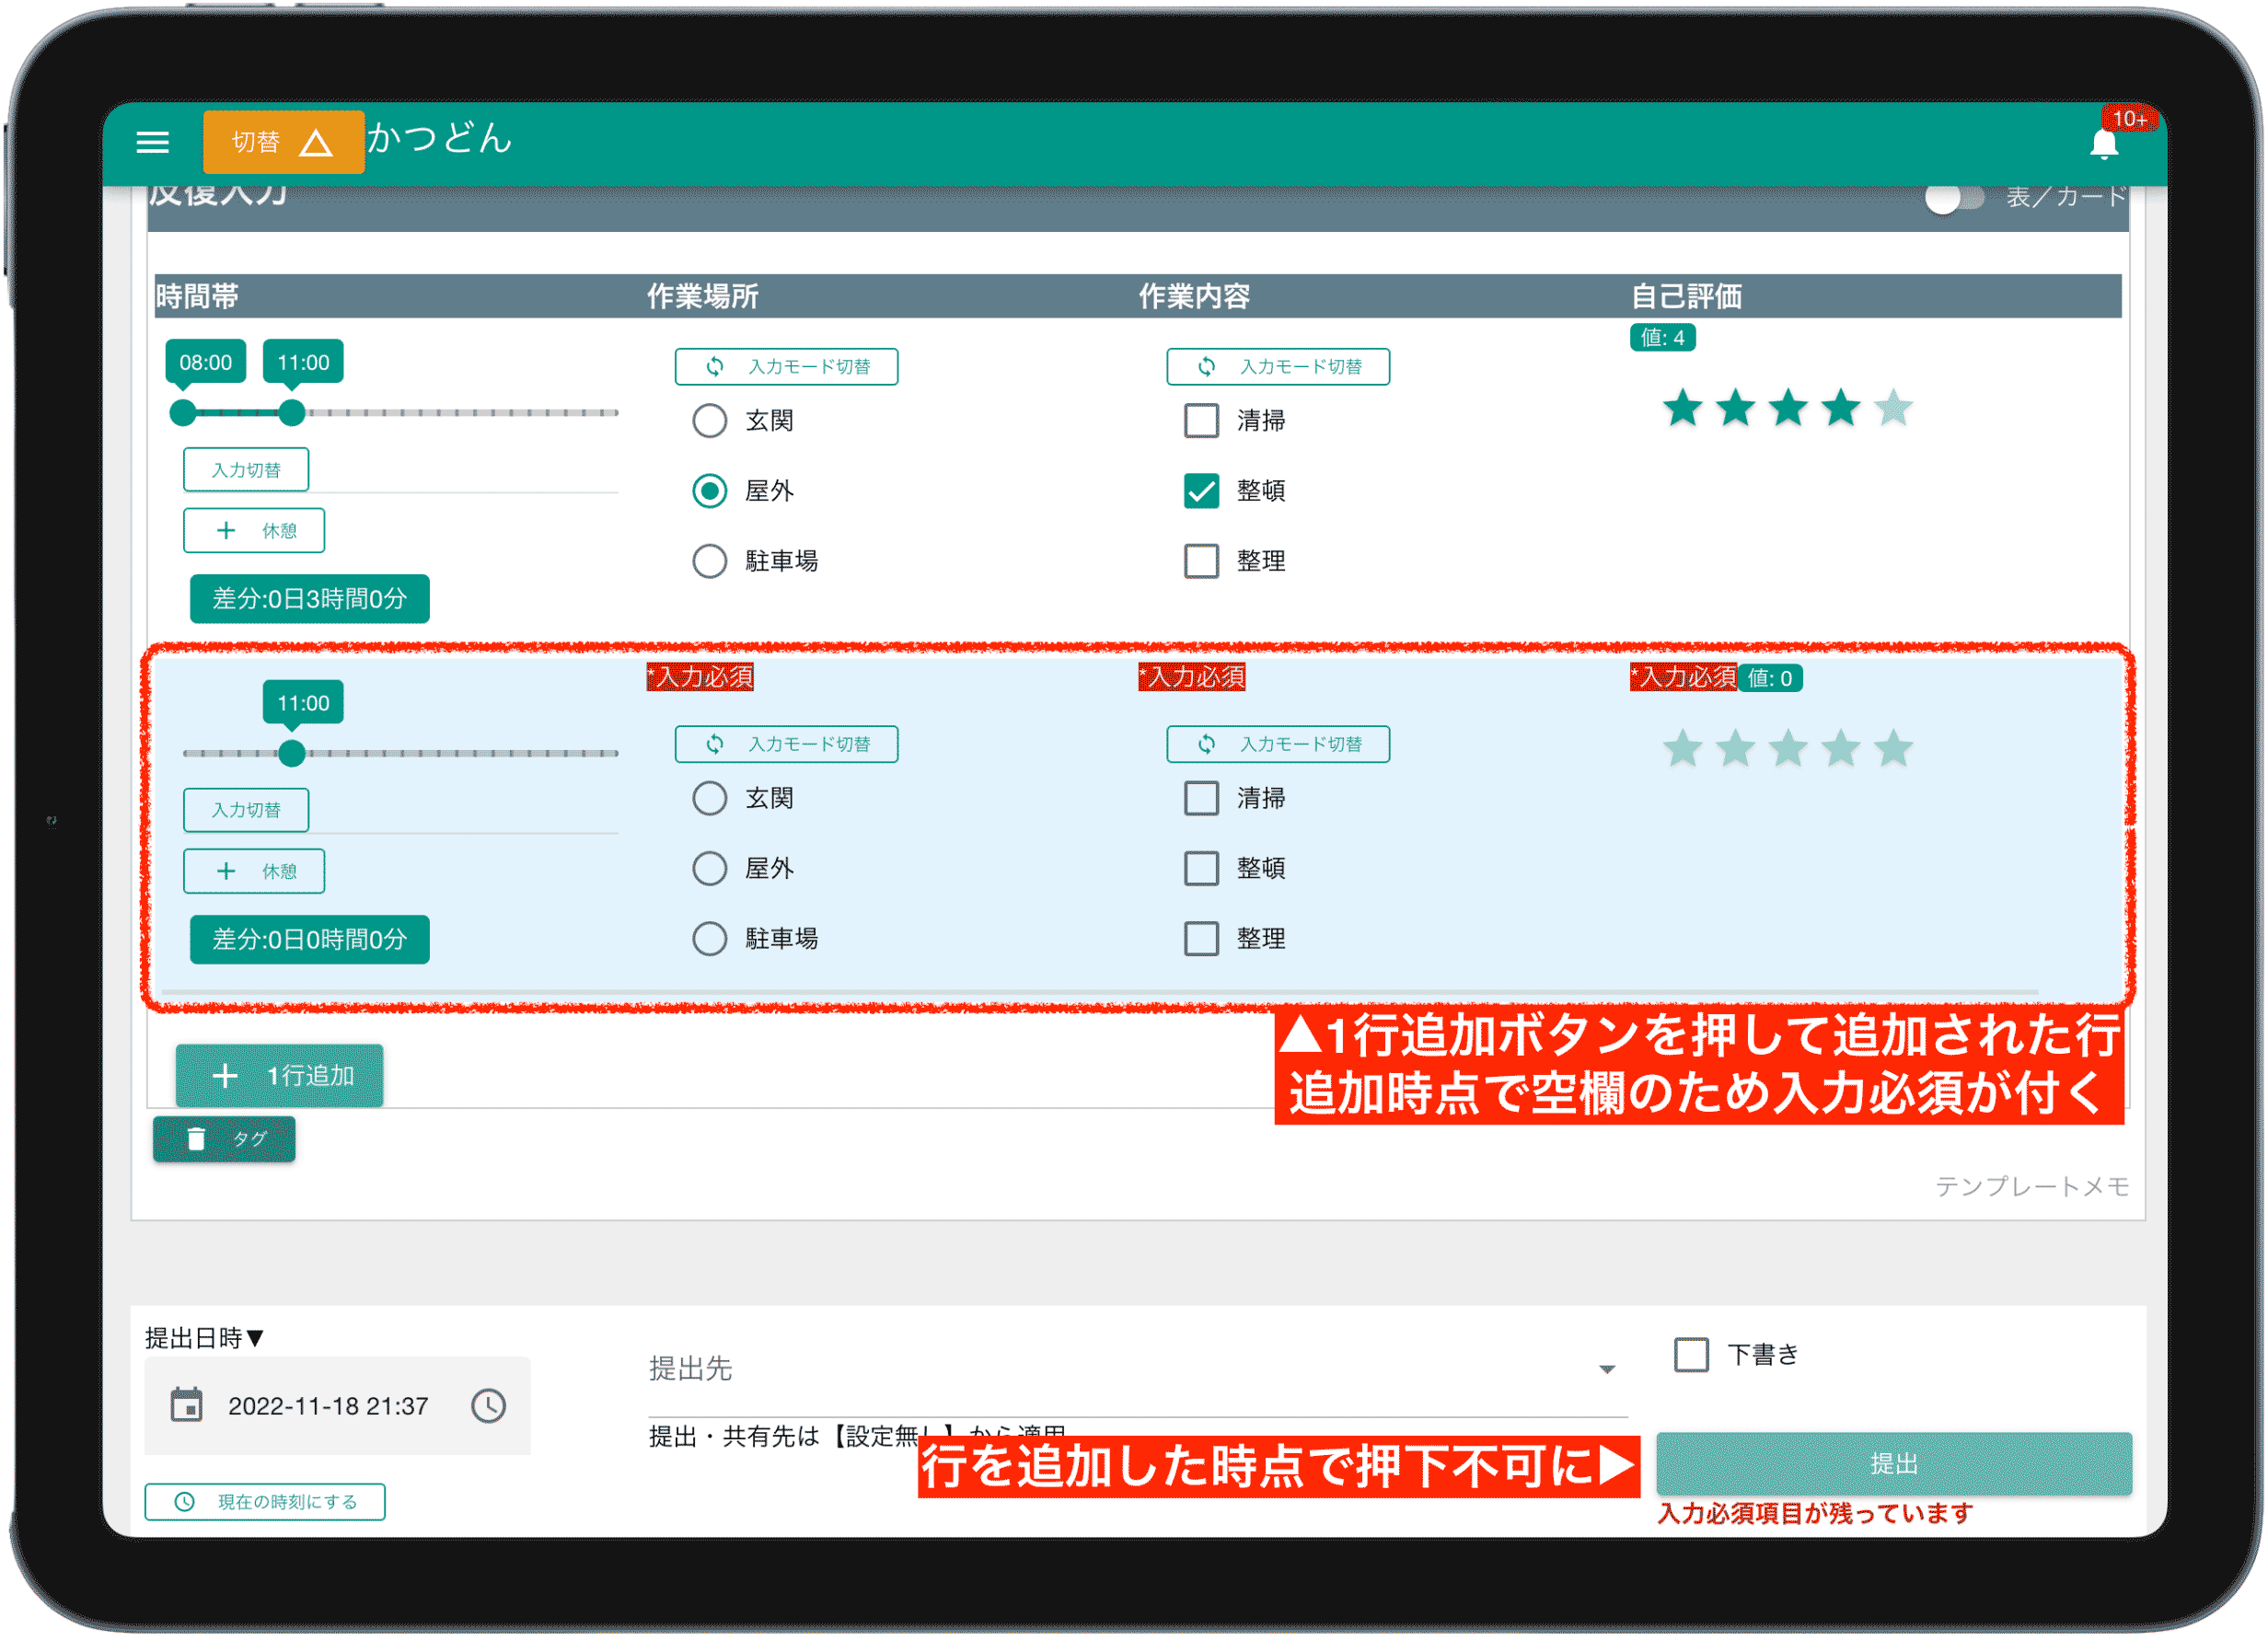 切替 かつどん 10+
反復入力 表／カード
時間帯 作業場所 作業内容 自己評価
値: 4
08:00 11:00
入力モード切替 入力モード切替
玄関 清掃
入力切替
屋外 整頓
+ 休憩
駐車場 整理
差分:0日3時間0分
*入力必須 *入力必須 *入力必須 値: 0
11:00
入力モード切替 入力モード切替
玄関 清掃
入力切替
屋外 整頓
+ 休憩
駐車場 整理
差分:0日0時間0分
▲1行追加ボタンを押して追加された行
追加時点で空欄のため入力必須が付く
+ 1行追加
タグ
テンプレートメモ
提出日時▼
提出先
下書き
2022-11-18 21:37
提出・共有先は【設定無し】から適用
行を追加した時点で押下不可に▶
提出
現在の時刻にする
入力必須項目が残っています